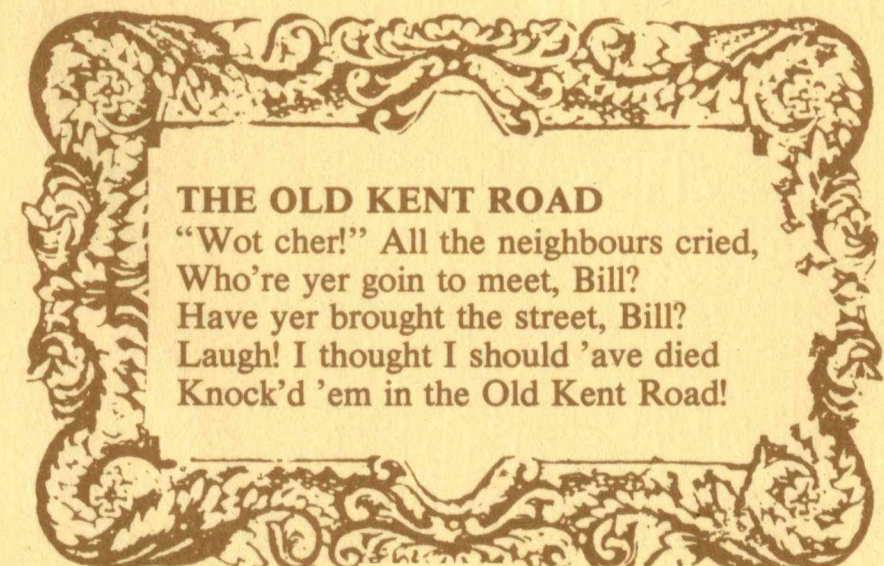 THE OLD KENT ROAD
“Wot cher!” All the neighbours cried,
Who're yer goin to meet, Bill?
Have yer brought the street, Bill?
Laugh! I thought I should ’ave died
Knock'd ’em in the Old Kent Road!